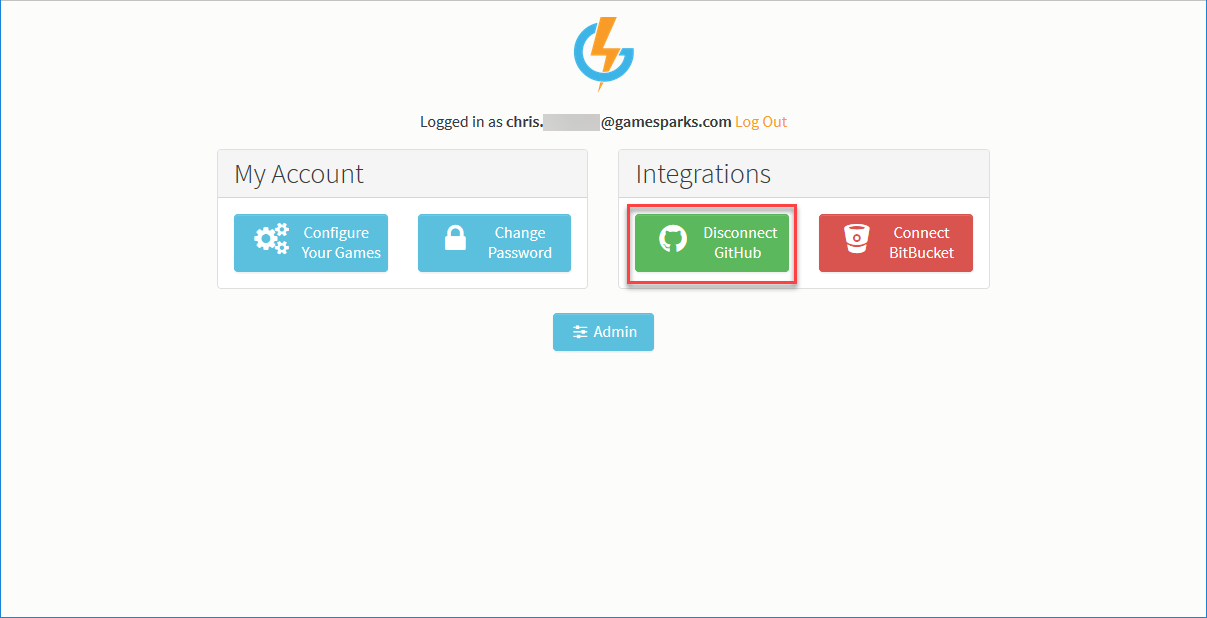 Logged in as chris. @gamesparks.com Log Out
My Account
Integrations
Configure
Your Games
Change
Password
Disconnect
GitHub
Connect
BitBucket
Admin